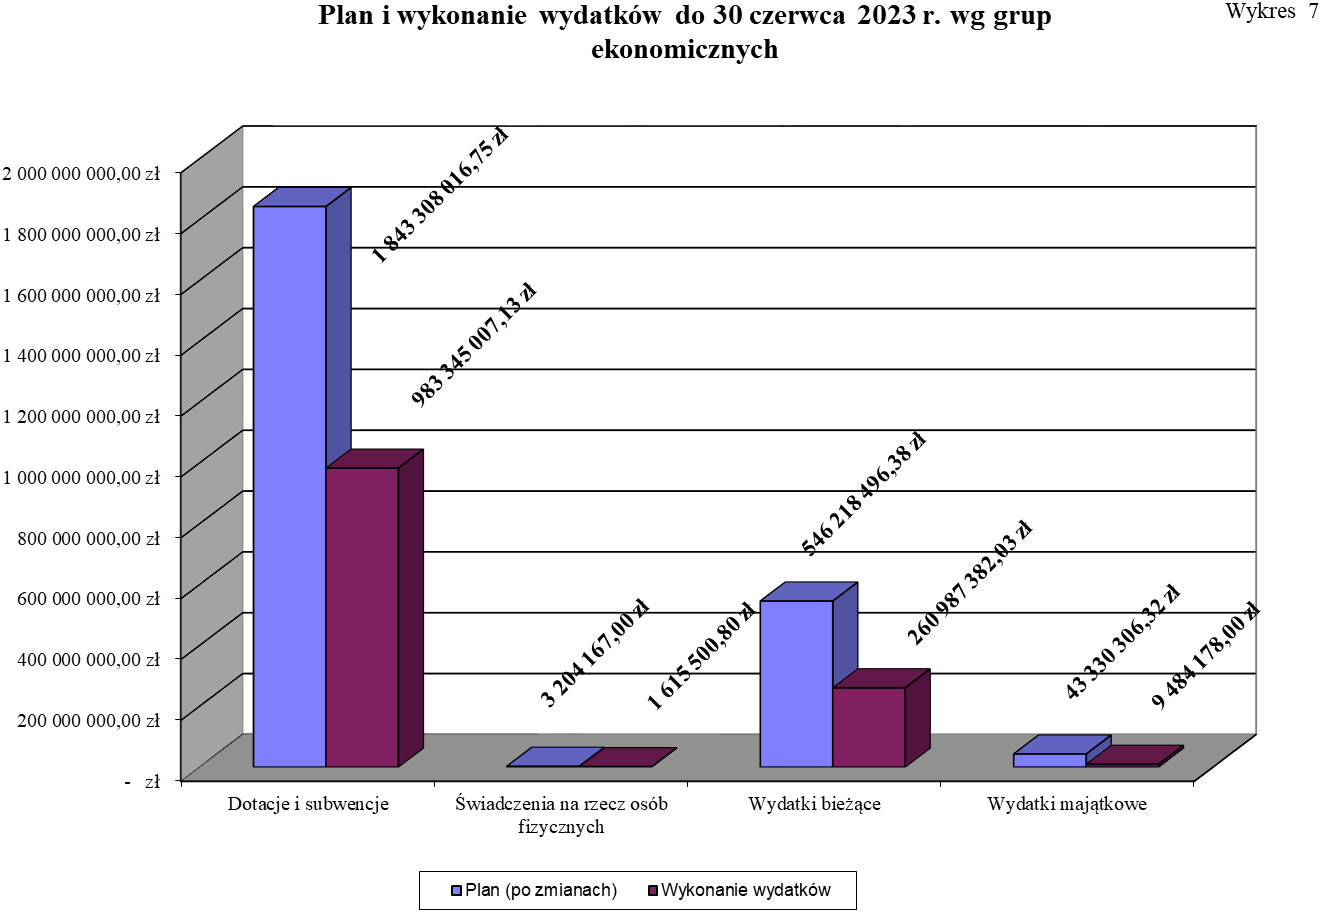 Plan i wykonanie wydatków do 30 czerwca 2023 r. wg grup
ekonomicznych
Wykres 7
2 000 000 000,00 zł
1 800 000 000,00 zł
1 600 000 000,00 zł
1 400 000 000,00 zł
1 200 000 000,00 zł
1 000 000 000,00 zł
800 000 000,00 zł
600 000 000,00 zł
400 000 000,00 zł
200 000 000,00 zł
- zł
1 843 308 016,75 zł
983 345 007,13 zł
3 204 167,00 zł
1 615 500,80 zł
546 218 496,38 zł
260 987 382,03 zł
43 330 306,32 zł
9 484 178,00 zł
Dotacje i subwencje
Świadczenia na rzecz osób
fizycznych
Wydatki bieżące
Wydatki majątkowe
Plan (po zmianach)
Wykonanie wydatków